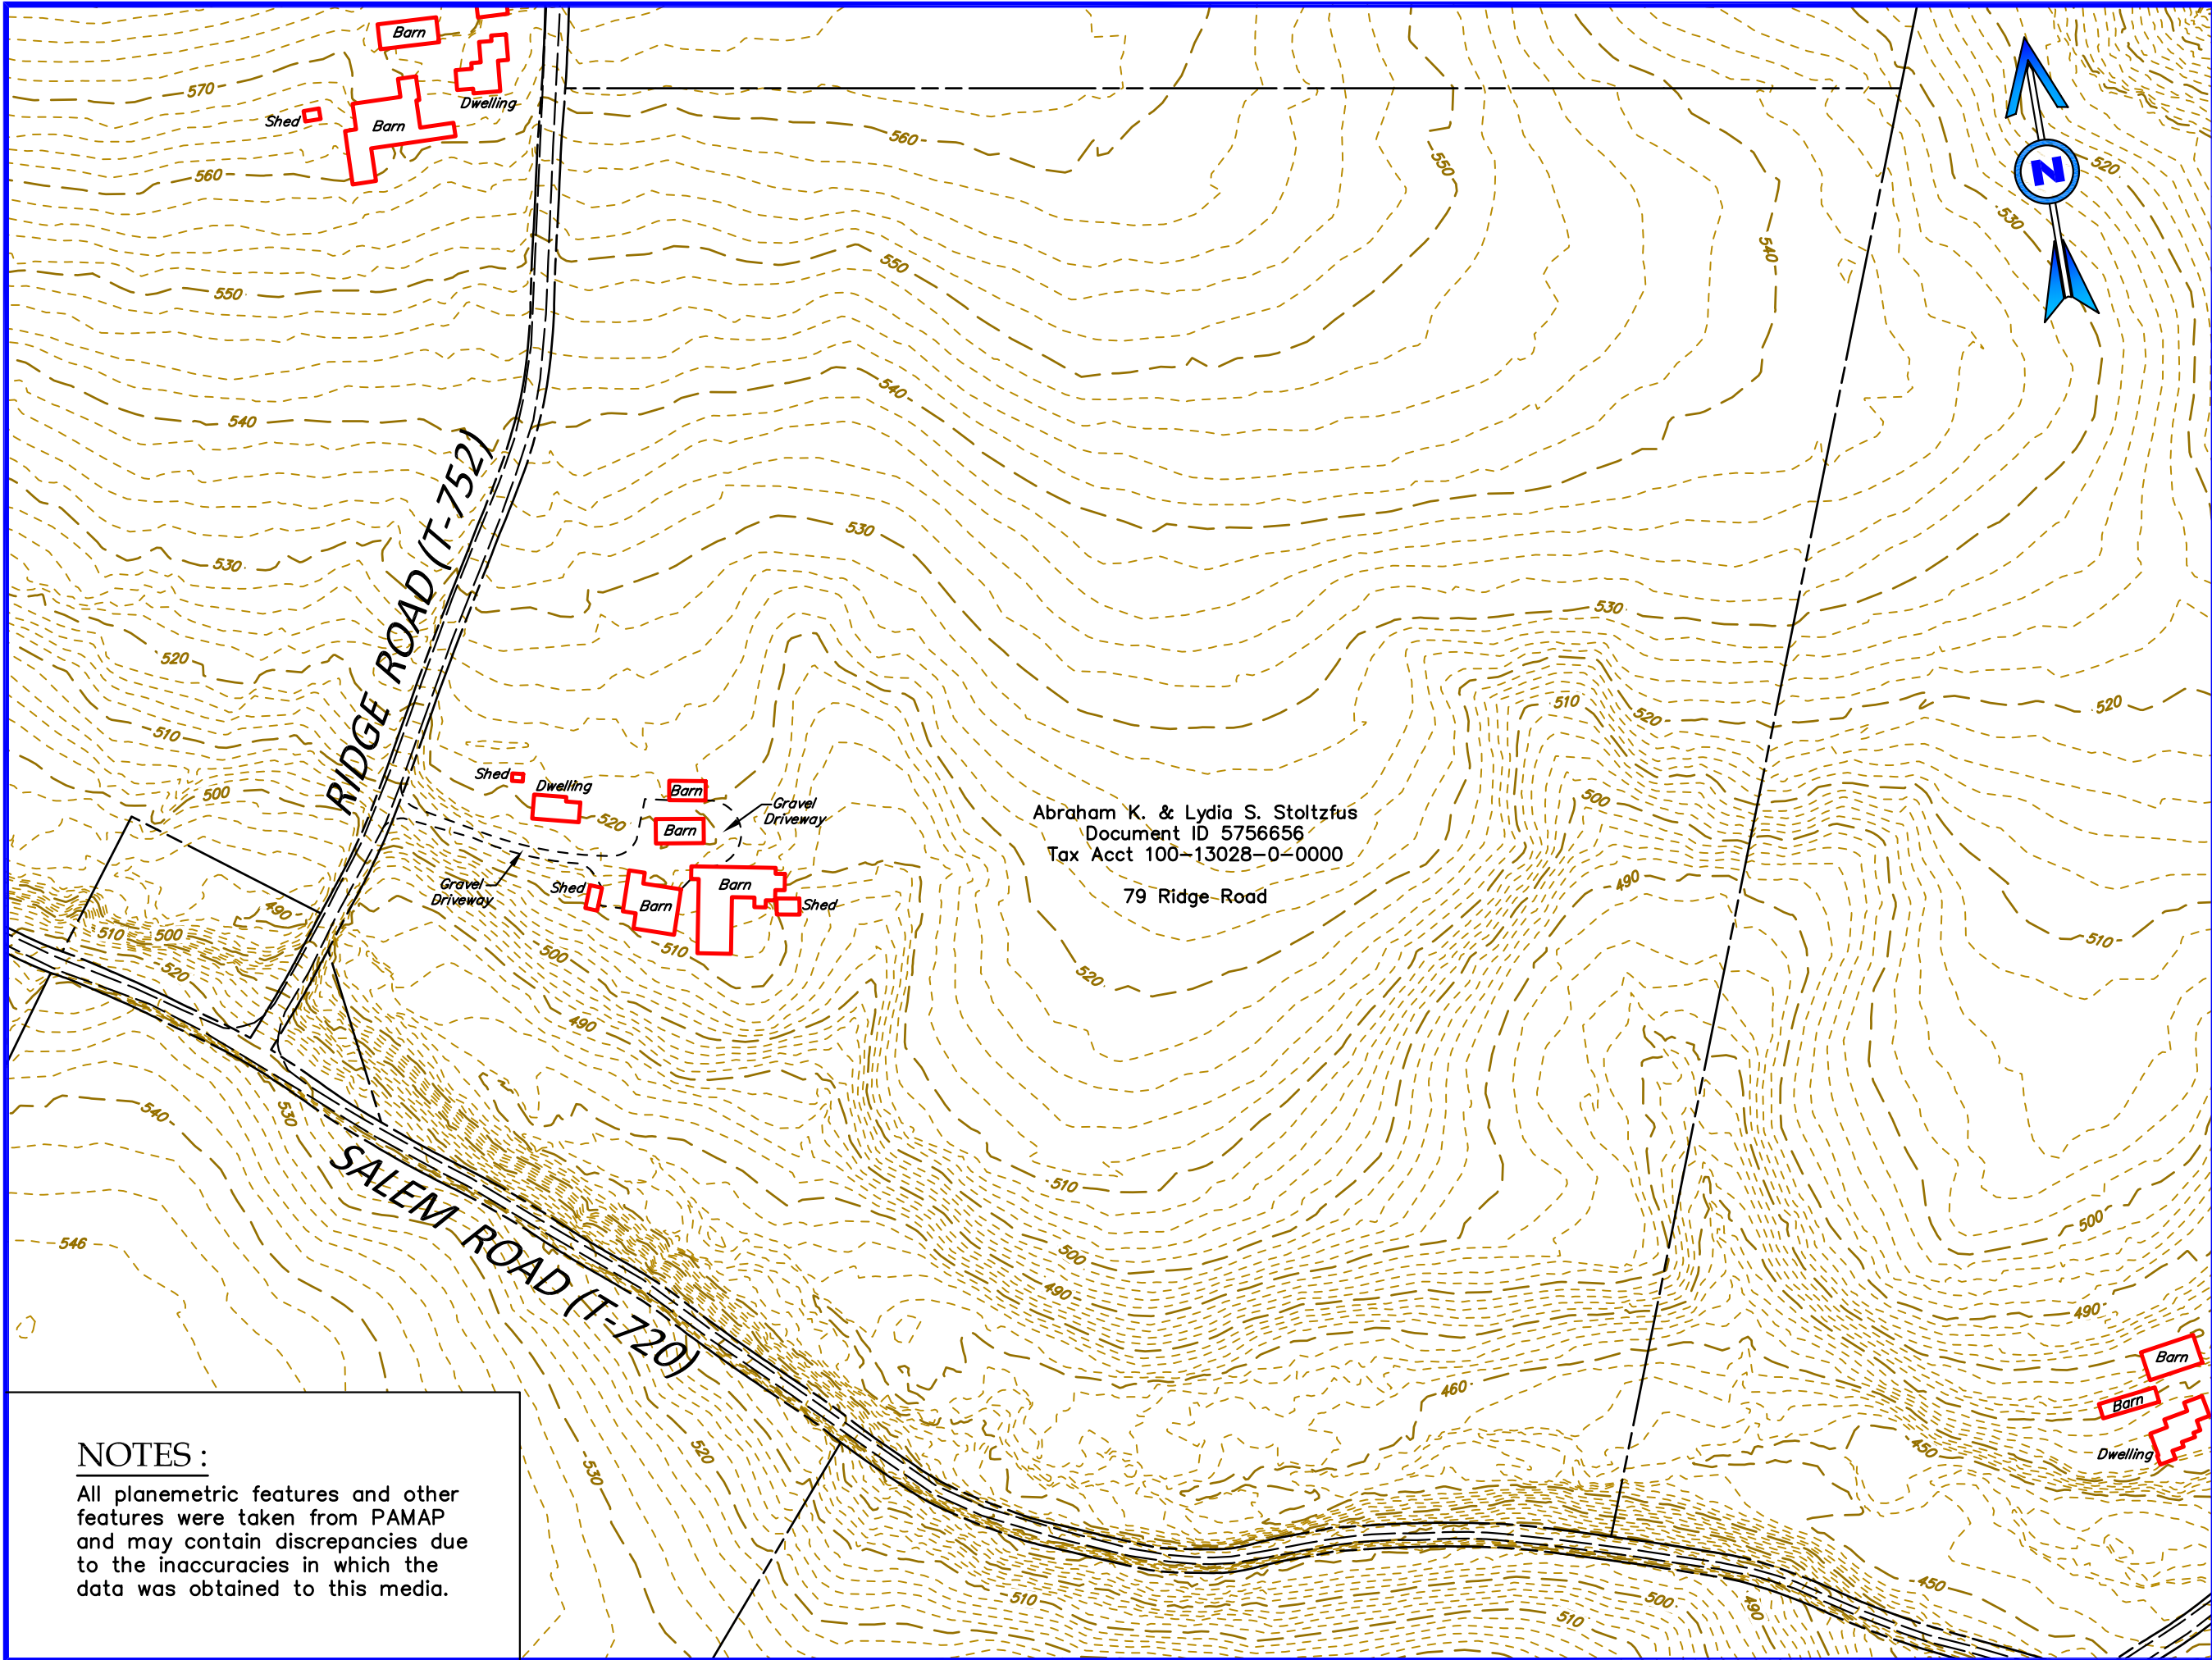 Barn
570
Dwelling
Shed
Barn
560
560
550
520
530
550
550
540
540
540
530
530
530
RIDGE ROAD (T-752)
520
510
520
520
510
500
Shed
Dwelling
520
Barn
Barn
Gravel
Driveway
500
Abraham K. & Lydia S. Stoltzfus
Document ID 5756656
Tax Acct 100-13028-0-0000
79 Ridge Road
Gravel
Driveway
Shed
Barn
Barn
Shed
490
490
510
500
510
500
510
520
520
490
540
530
510
500
SALEM ROAD (T-720)
546
500
490
490
460
Barn
Barn
Dwelling
450
520
530
450
510
510
500
490
N
NOTES :
All planemetric features and other
features were taken from PAMAP
and may contain discrepancies due
to the inaccuracies in which the
data was obtained to this media.